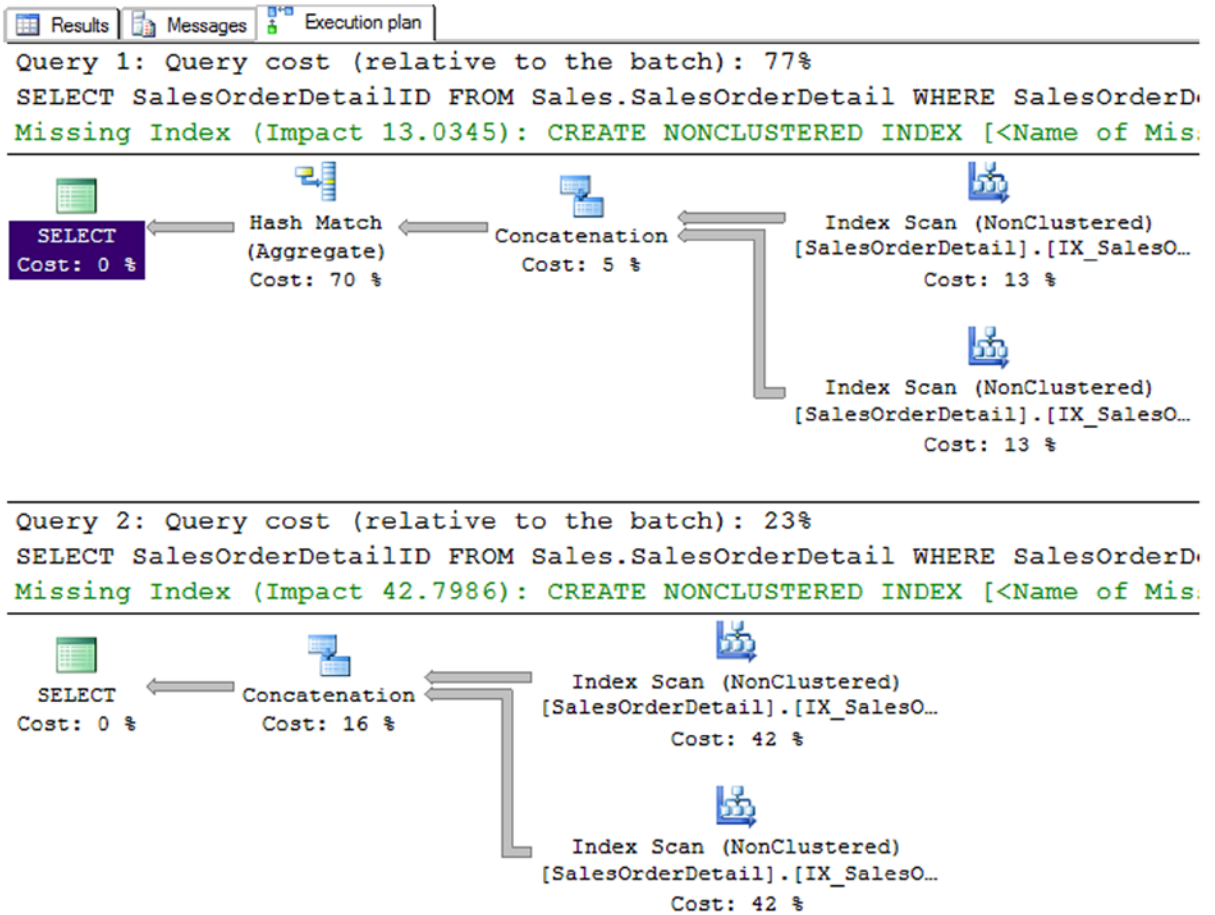 Results Messages Execution plan
Query 1: Query cost (relative to the batch): 77%
SELECT SalesOrderDetailID FROM Sales.SalesOrderDetail WHERE SalesOrderD
Missing Index (Impact 13.0345): CREATE NONCLUSTERED INDEX [<Name of Mis
SELECT
Cost: 0 %
Hash Match
(Aggregate)
Cost: 70 %
Concatenation
Cost: 5 %
Index Scan (NonClustered)
[SalesOrderDetail].[IX_SalesO…
Cost: 13 %
Index Scan (NonClustered)
[SalesOrderDetail].[IX_SalesO…
Cost: 13 %
Query 2: Query cost (relative to the batch): 23%
SELECT SalesOrderDetailID FROM Sales.SalesOrderDetail WHERE SalesOrderD
Missing Index (Impact 42.7986): CREATE NONCLUSTERED INDEX [<Name of Mis
SELECT
Cost: 0 %
Concatenation
Cost: 16 %
Index Scan (NonClustered)
[SalesOrderDetail].[IX_SalesO…
Cost: 42 %
Index Scan (NonClustered)
[SalesOrderDetail].[IX_SalesO…
Cost: 42 %